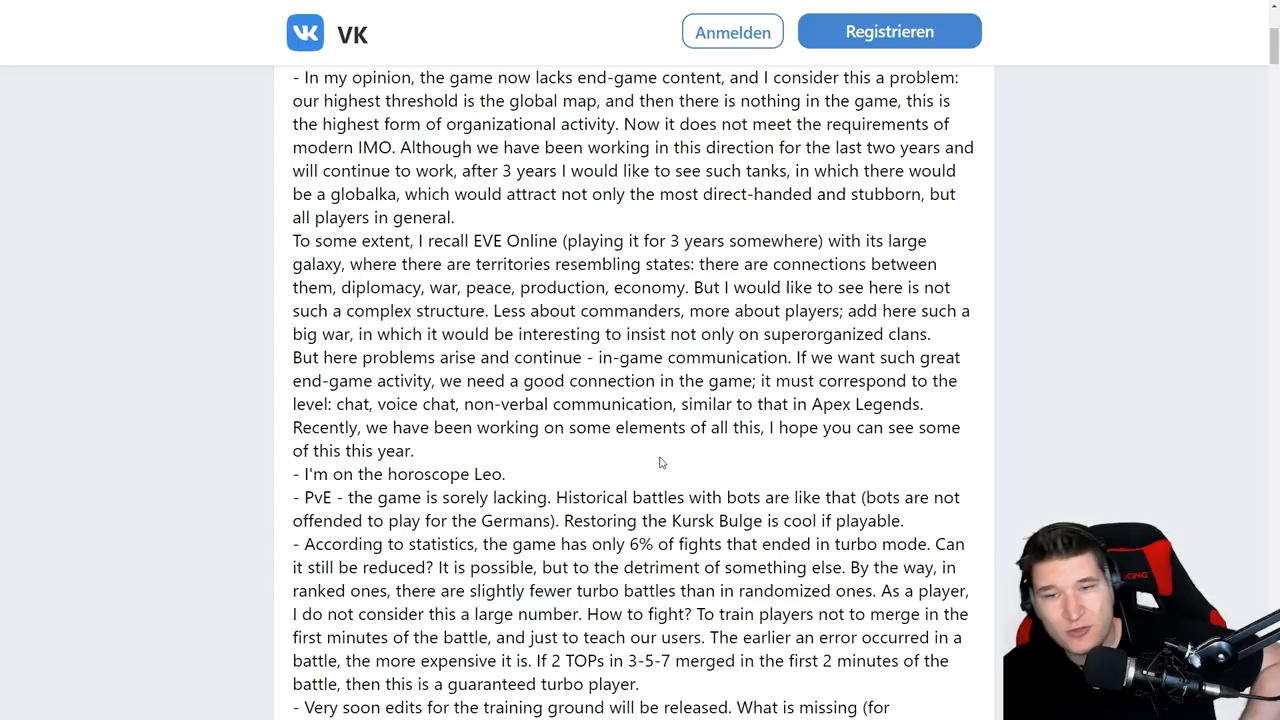 VK
Anmelden
Registrieren
- In my opinion, the game now lacks end-game content, and I consider this a problem:
our highest threshold is the global map, and then there is nothing in the game, this is
the highest form of organizational activity. Now it does not meet the requirements of
modern IMO. Although we have been working in this direction for the last two years and
will continue to work, after 3 years I would like to see such tanks, in which there would
be a globalka, which would attract not only the most direct-handed and stubborn, but
all players in general.
To some extent, I recall EVE Online (playing it for 3 years somewhere) with its large
galaxy, where there are territories resembling states: there are connections between
them, diplomacy, war, peace, production, economy. But I would like to see here is not
such a complex structure. Less about commanders, more about players; add here such a
big war, in which it would be interesting to insist not only on superorganized clans.
But here problems arise and continue - in-game communication. If we want such great
end-game activity, we need a good connection in the game; it must correspond to the
level: chat, voice chat, non-verbal communication, similar to that in Apex Legends.
Recently, we have been working on some elements of all this, I hope you can see some
of this this year.
- I'm on the horoscope Leo.
- PvE - the game is sorely lacking. Historical battles with bots are like that (bots are not
offended to play for the Germans). Restoring the Kursk Bulge is cool if playable.
- According to statistics, the game has only 6% of fights that ended in turbo mode. Can
it still be reduced? It is possible, but to the detriment of something else. By the way, in
ranked ones, there are slightly fewer turbo battles than in randomized ones. As a player,
I do not consider this a large number. How to fight? To train players not to merge in the
first minutes of the battle, and just to teach our users. The earlier an error occurred in a
battle, the more expensive it is. If 2 TOPs in 3-5-7 merged in the first 2 minutes of the
battle, then this is a guaranteed turbo player.
- Very soon edits for the training ground will be released. What is missing (for